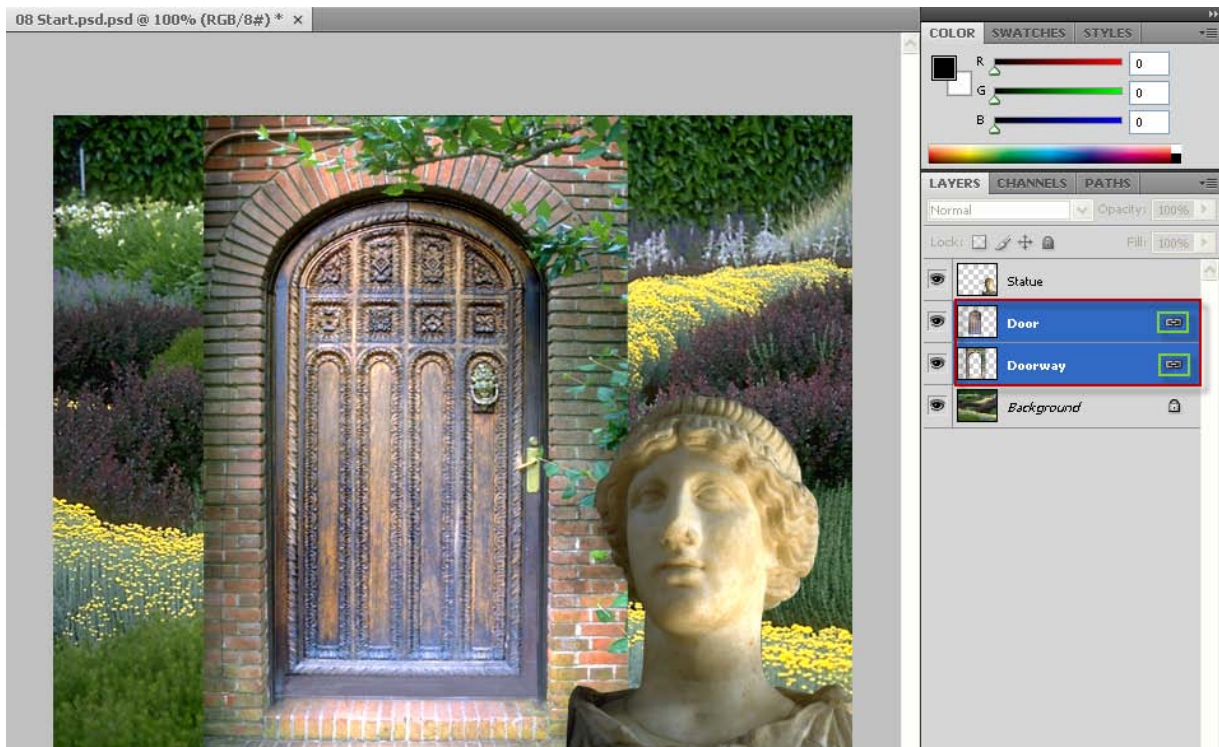 08 Start.psd.psd @ 100% (RGB/8#) * ×
COLOR SWATCHES STYLES
R 0
G 0
B 0
LAYERS CHANNELS PATHS
Normal Opacity: 100%
Lock: Fill: 100%
Statue
Door
Doorway
Background